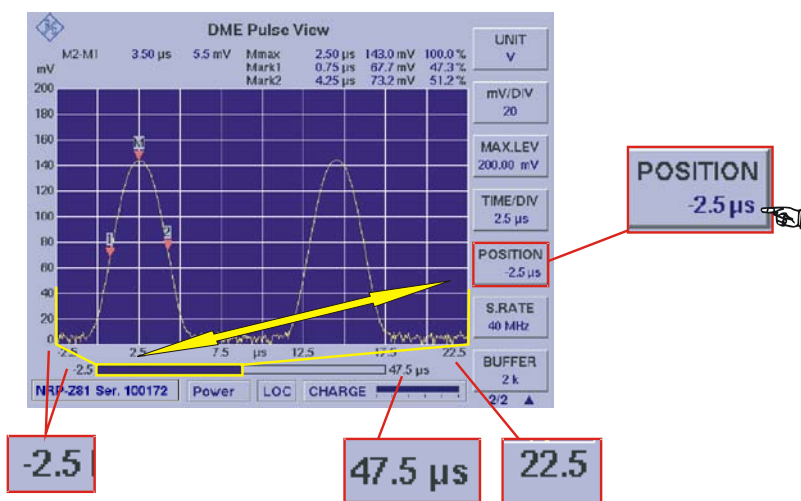 DME Pulse View
M2-M1 3.50 µs 5.5 mV Mmax 2.50 µs 143.0 mV 100.0 %
Mark1 0.75 µs 67.7 mV 47.3 %
Mark2 4.25 µs 73.2 mV 51.2 %
mV
200
180
160
140
120
100
80
60
40
20
0
M
1
2
-2.5 2.5 7.5 µs 12.5 17.5 22.5
-2.5 47.5 µs
NRP-Z81 Ser. 100172 Power LOC CHARGE
UNIT
V
mV/DIV
20
MAX.LEV
200.00 mV
TIME/DIV
2.5 µs
POSITION
-2.5 µs
S.RATE
40 MHz
BUFFER
2 k
2/2 ▲
POSITION
-2.5 µs
-2.5
47.5 µs
22.5